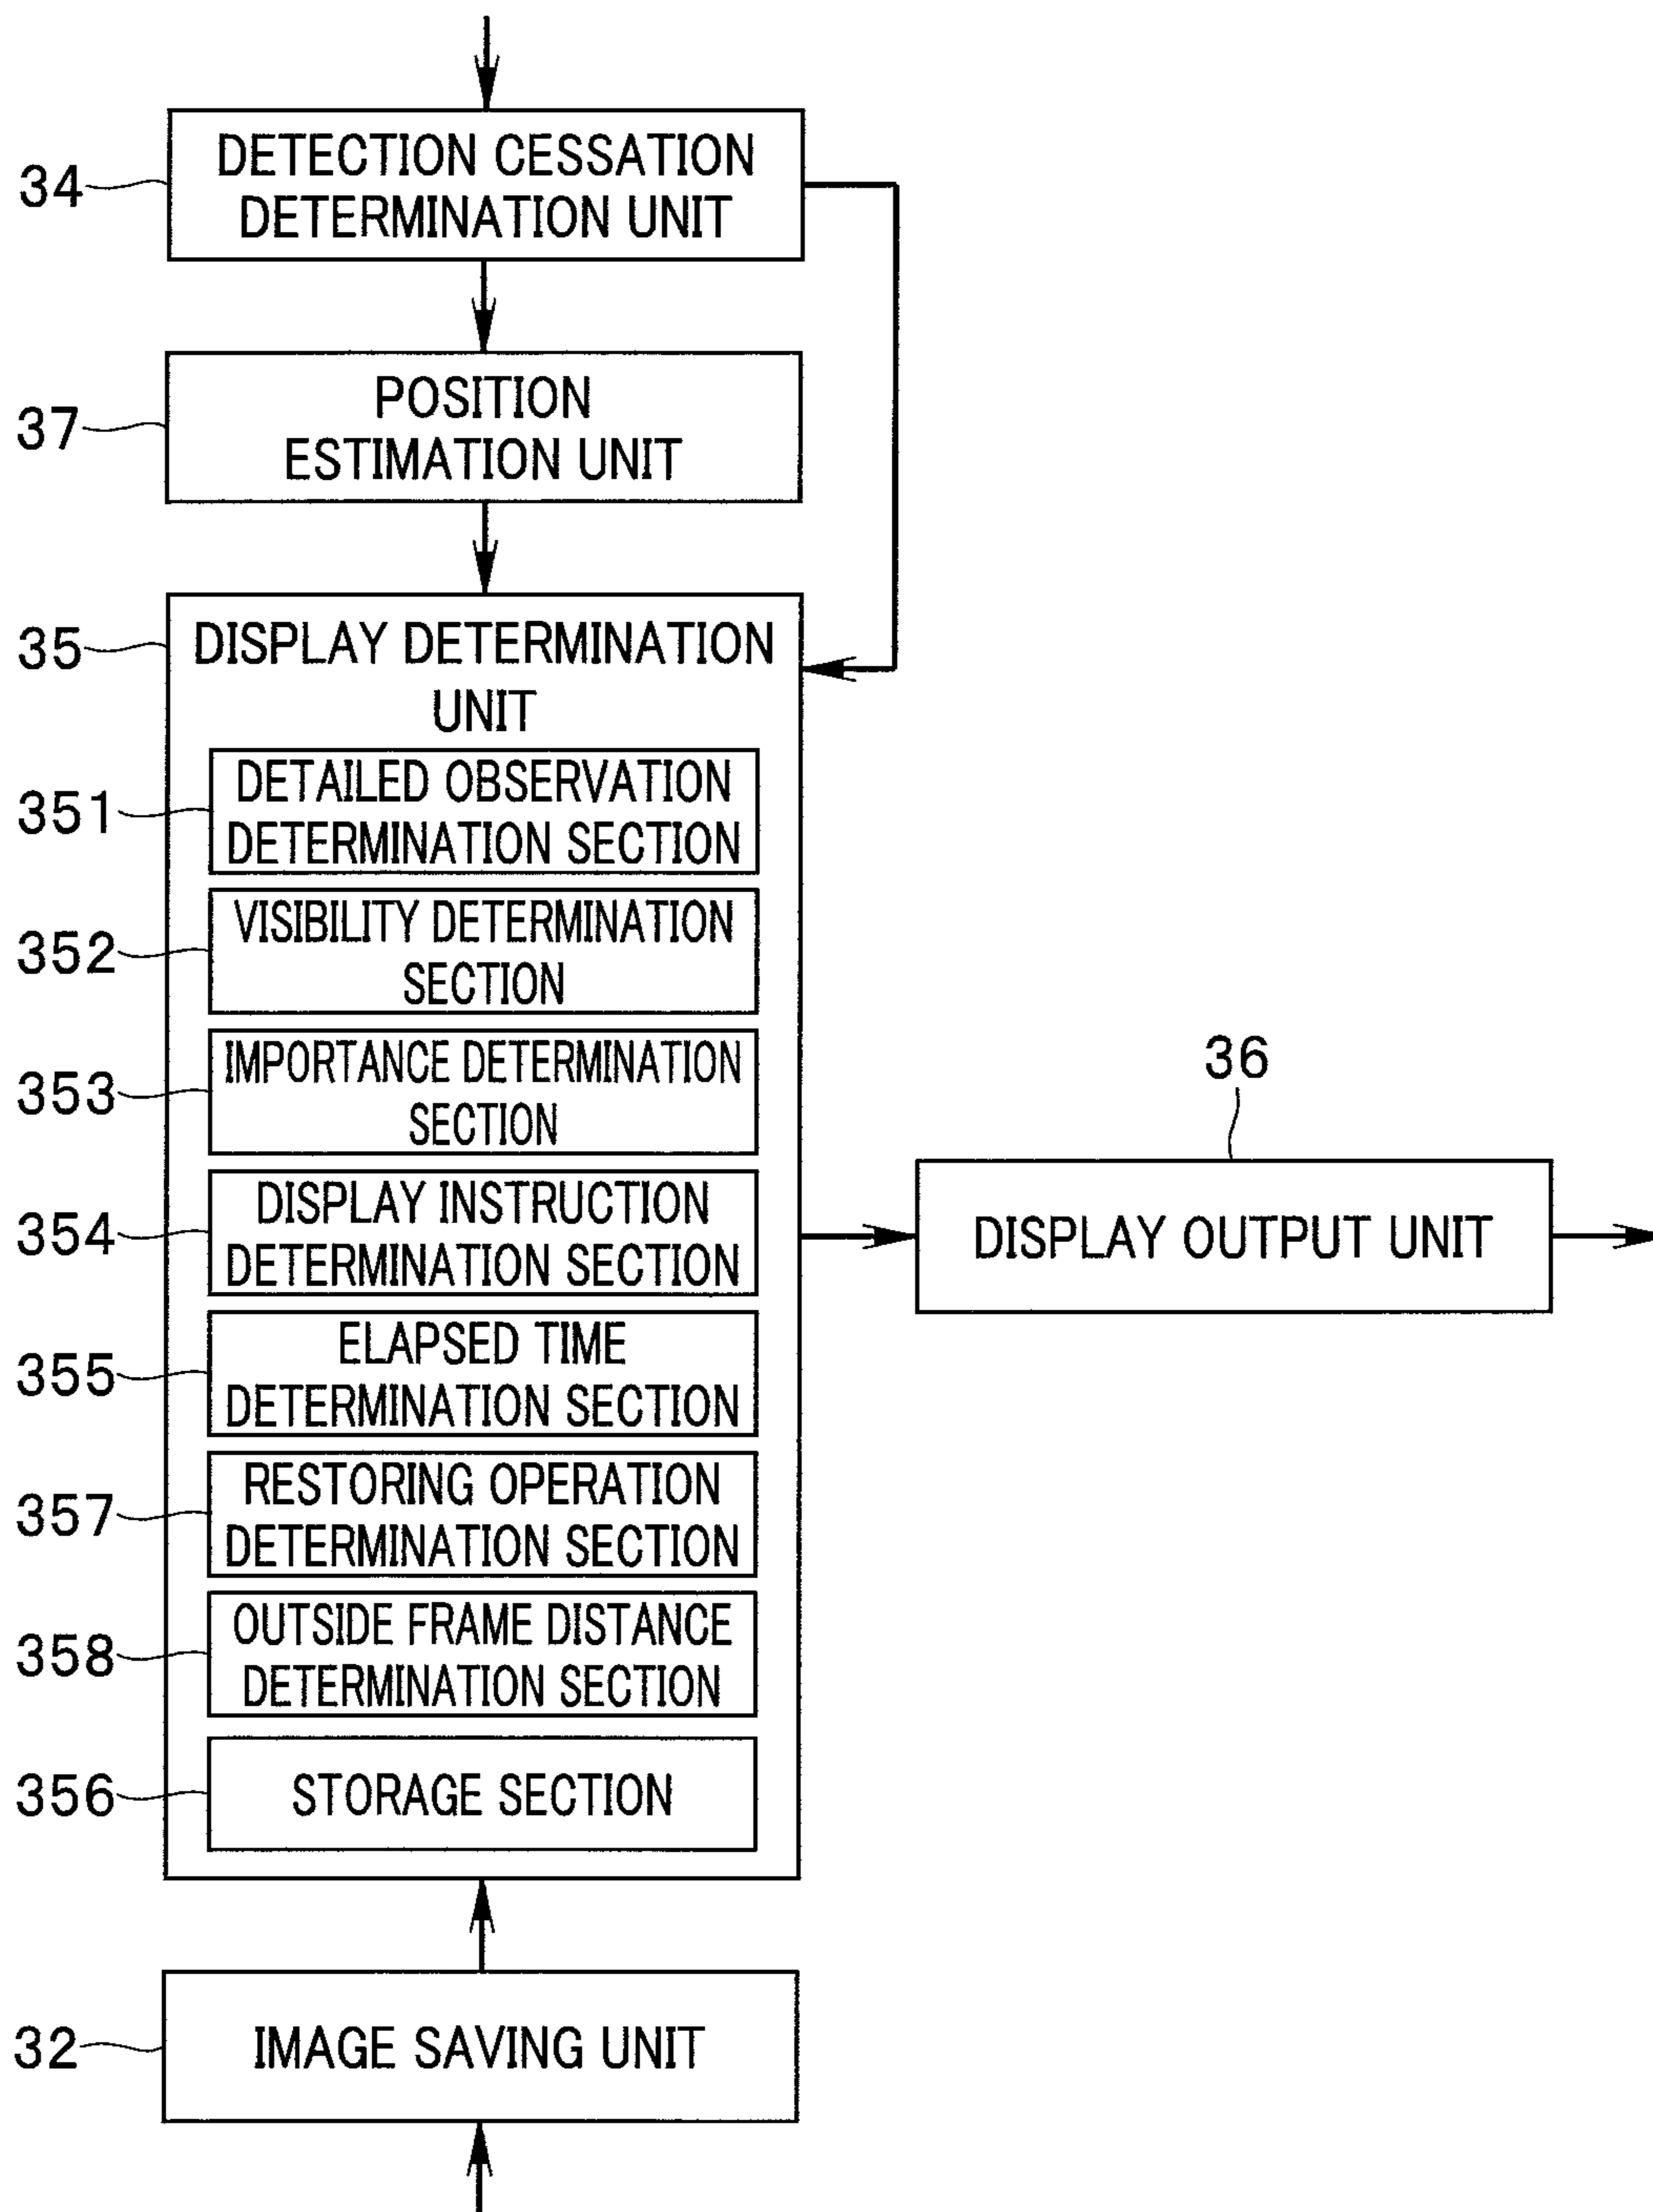 34
DETECTION CESSATION
DETERMINATION UNIT
37
POSITION
ESTIMATION UNIT
35
DISPLAY DETERMINATION
UNIT
351
DETAILED OBSERVATION
DETERMINATION SECTION
352
VISIBILITY DETERMINATION
SECTION
353
IMPORTANCE DETERMINATION
SECTION
36
354
DISPLAY INSTRUCTION
DETERMINATION SECTION
DISPLAY OUTPUT UNIT
355
ELAPSED TIME
DETERMINATION SECTION
357
RESTORING OPERATION
DETERMINATION SECTION
358
OUTSIDE FRAME DISTANCE
DETERMINATION SECTION
356
STORAGE SECTION
32
IMAGE SAVING UNIT